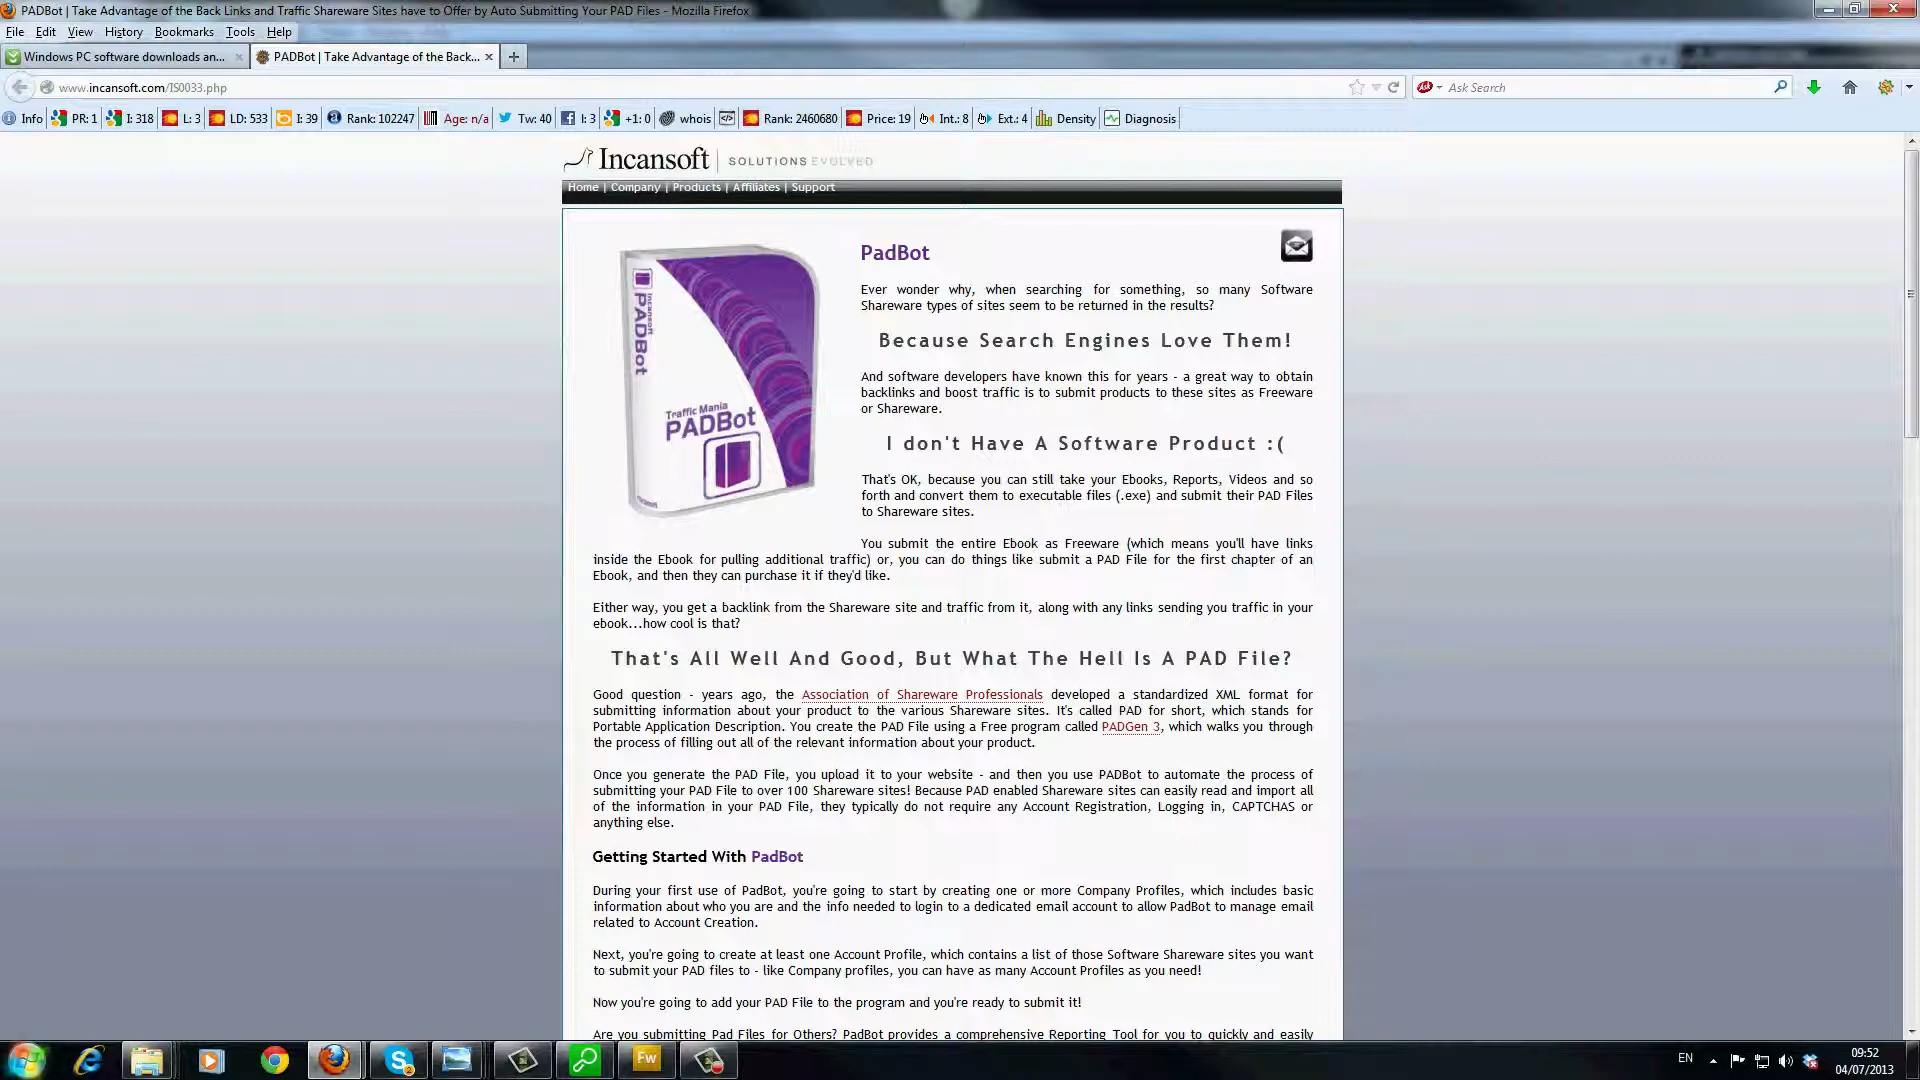 PADBot | Take Advantage of the Back Links and Traffic Shareware Sites have to Offer by Auto Submitting Your PAD Files - Mozilla Firefox
File Edit View History Bookmarks Tools Help
Windows PC software downloads an...
PADBot | Take Advantage of the Back...
www.incansoft.com/IS0033.php
Ask Search
Info PR: 1 I: 318 L: 3 LD: 533 I: 39 Rank: 102247 Age: n/a Tw: 40 l: 3 +1: 0 whois Rank: 2460680 Price: 19 Int.: 8 Ext.: 4 Density Diagnosis
Incansoft SOLUTIONS EVOLVED
Home | Company | Products | Affiliates | Support
Incansoft
PADBot
Traffic Mania
PADBot
PadBot
Ever wonder why, when searching for something, so many Software
Shareware types of sites seem to be returned in the results?
Because Search Engines Love Them!
And software developers have known this for years - a great way to obtain
backlinks and boost traffic is to submit products to these sites as Freeware
or Shareware.
I don't Have A Software Product :(
That's OK, because you can still take your Ebooks, Reports, Videos and so
forth and convert them to executable files (.exe) and submit their PAD Files
to Shareware sites.
You submit the entire Ebook as Freeware (which means you'll have links
inside the Ebook for pulling additional traffic) or, you can do things like submit a PAD File for the first chapter of an
Ebook, and then they can purchase it if they'd like.
Either way, you get a backlink from the Shareware site and traffic from it, along with any links sending you traffic in your
ebook...how cool is that?
That's All Well And Good, But What The Hell Is A PAD File?
Good question - years ago, the Association of Shareware Professionals developed a standardized XML format for
submitting information about your product to the various Shareware sites. It's called PAD for short, which stands for
Portable Application Description. You create the PAD File using a Free program called PADGen 3, which walks you through
the process of filling out all of the relevant information about your product.
Once you generate the PAD File, you upload it to your website - and then you use PADBot to automate the process of
submitting your PAD File to over 100 Shareware sites! Because PAD enabled Shareware sites can easily read and import all
of the information in your PAD File, they typically do not require any Account Registration, Logging in, CAPTCHAS or
anything else.
Getting Started With PadBot
During your first use of PadBot, you're going to start by creating one or more Company Profiles, which includes basic
information about who you are and the info needed to login to a dedicated email account to allow PadBot to manage email
related to Account Creation.
Next, you're going to create at least one Account Profile, which contains a list of those Software Shareware sites you want
to submit your PAD files to - like Company profiles, you can have as many Account Profiles as you need!
Now you're going to add your PAD File to the program and you're ready to submit it!
Are you submitting Pad Files for Others? PadBot provides a comprehensive Reporting Tool for you to quickly and easily
Fw
EN
09:52
04/07/2013